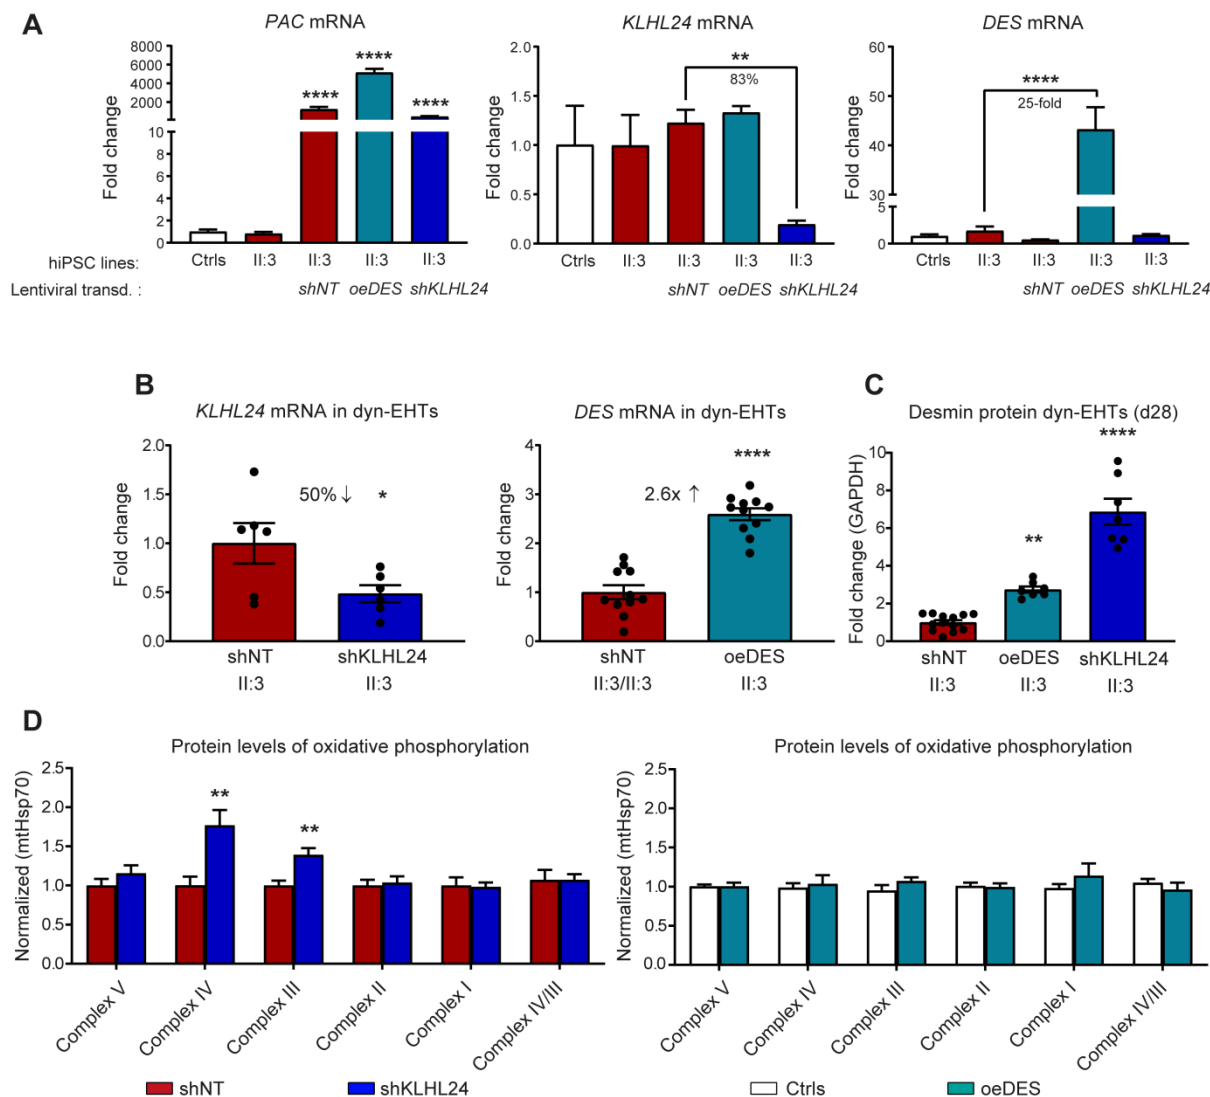 A
PAC mRNA
KLHL24 mRNA
DES mRNA
Fold change
8000
6000
4000
2000
10
8
6
4
2
0
****
****
****
Fold change
2.0
1.5
1.0
0.5
0.0
**
83%
Fold change
60
50
40
30
5
0
****
25-fold
hiPSC lines:
Ctrls II:3 II:3 II:3 II:3
Ctrls II:3 II:3 II:3 II:3
Ctrls II:3 II:3 II:3 II:3
Lentiviral transd. :
shNT oeDES shKLHL24
shNT oeDES shKLHL24
shNT oeDES shKLHL24
B
KLHL24 mRNA in dyn-EHTs
Fold change
2.0
1.5
1.0
0.5
0.0
50% ↓ *
shNT shKLHL24
II:3 II:3
DES mRNA in dyn-EHTs
Fold change
4
3
2
1
0
****
2.6x ↑
shNT oeDES
II:3/II:3 II:3
C
Desmin protein dyn-EHTs (d28)
Fold change (GAPDH)
10
8
6
4
2
0
****
**
shNT oeDES shKLHL24
II:3 II:3 II:3
D
Protein levels of oxidative phosphorylation
Normalized (mtHsp70)
2.5
2.0
1.5
1.0
0.5
0.0
**
**
Complex V
Complex IV
Complex III
Complex II
Complex I
Complex IV/III
shNT shKLHL24
Protein levels of oxidative phosphorylation
Normalized (mtHsp70)
2.5
2.0
1.5
1.0
0.5
0.0
Complex V
Complex IV
Complex III
Complex II
Complex I
Complex IV/III
Ctrls oeDES